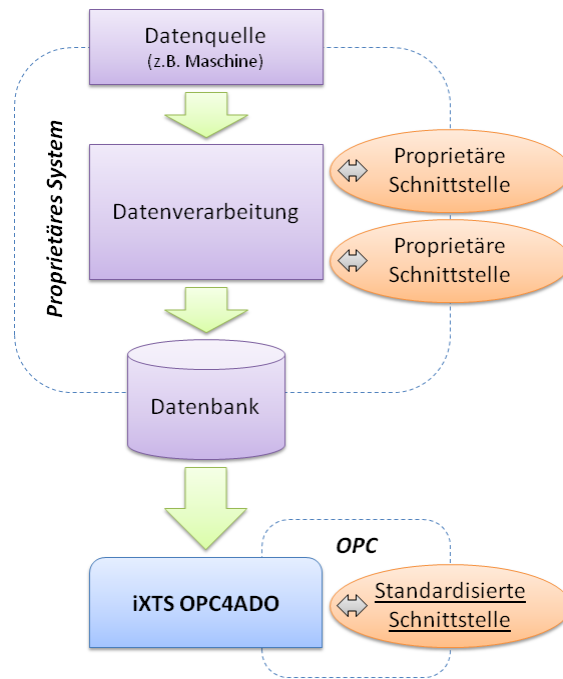 Datenquelle
(z.B. Maschine)
Proprietäres System
Datenverarbeitung
Proprietäre
Schnittstelle
Proprietäre
Schnittstelle
Datenbank
OPC
iXTS OPC4ADO
Standardisierte
Schnittstelle